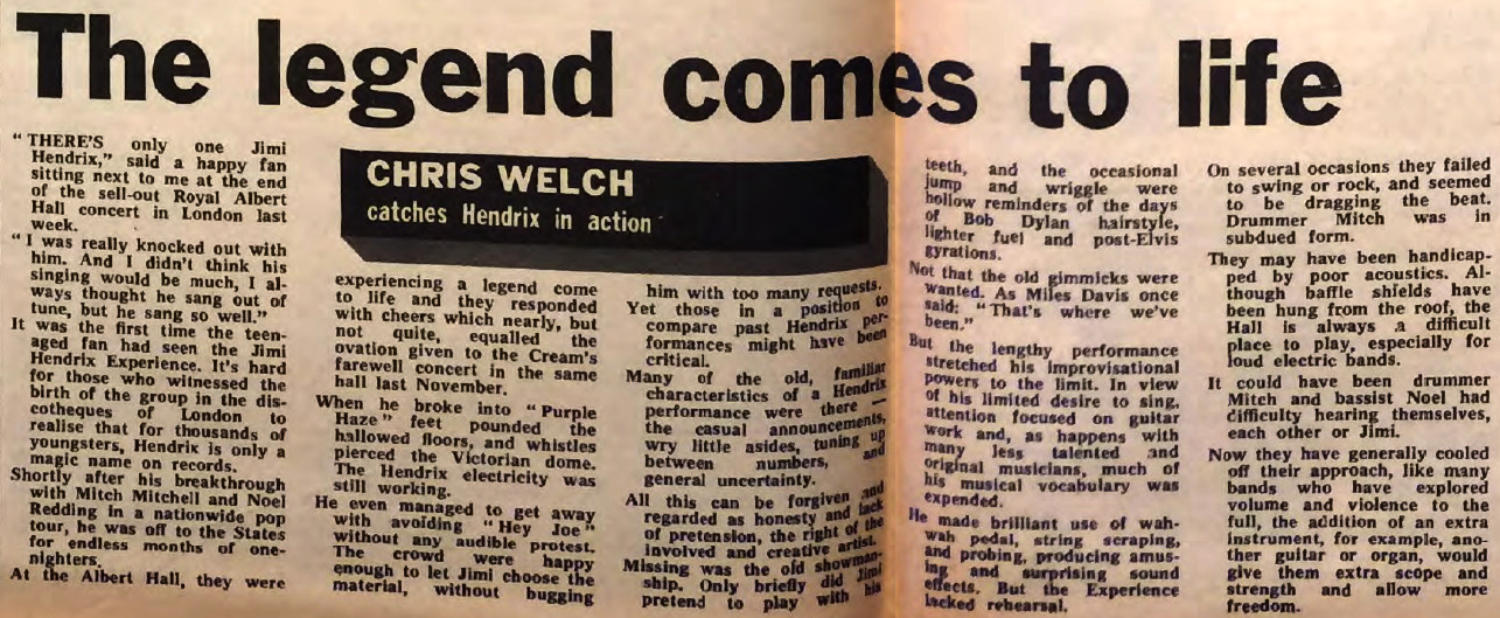 The legend comes to life
CHRIS WELCH
catches Hendrix in action
"THERE'S only one Jimi
Hendrix," said a happy fan
sitting next to me at the end
of the sell-out Royal Albert
Hall concert in London last
week.
"I was really knocked out with
him. And I didn't think his
singing would be much, I al-
ways thought he sang out of
tune, but he sang so well."
It was the first time the teen-
aged fan had seen the Jimi
Hendrix Experience. It's hard
for those who witnessed the
birth of the group in the dis-
cotheques of London to
realise that for thousands of
youngsters, Hendrix is only a
magic name on records.
Shortly after his breakthrough
with Mitch Mitchell and Noel
Redding in a nationwide pop
tour, he was off to the States
for endless months of one-
nighters.
At the Albert Hall, they were
experiencing a legend come
to life and they responded
with cheers which nearly, but
not quite, equalled the
ovation given to the Cream's
farewell concert in the same
hall last November.
When he broke into "Purple
Haze" feet pounded the
hallowed floors, and whistles
pierced the Victorian dome.
The Hendrix electricity was
still working.
He even managed to get away
with avoiding "Hey Joe"
without any audible protest.
The crowd were happy
enough to let Jimi choose the
material, without bugging
him with too many requests.
Yet those in a position to
compare past Hendrix per-
formances might have been
critical.
Many of the old, familiar
characteristics of a Hendrix
performance were there —
the casual announcements,
wry little asides, tuning up
between numbers, and
general uncertainty.
All this can be forgiven and
regarded as honesty and lack
of pretension, the right of the
involved and creative artist.
Missing was the old showman-
ship. Only briefly did Jimi
pretend to play with his
teeth, and the occasional
jump and wriggle were
hollow reminders of the days
of Bob Dylan hairstyle,
lighter fuel and post-Elvis
gyrations.
Not that the old gimmicks were
wanted. As Miles Davis once
said: "That's where we've
been."
But the lengthy performance
stretched his improvisational
powers to the limit. In view
of his limited desire to sing,
attention focused on guitar
work and, as happens with
many less talented and
original musicians, much of
his musical vocabulary was
expended.
He made brilliant use of wah-
wah pedal, string scraping,
and probing, producing amus-
ing and surprising sound
effects. But the Experience
lacked rehearsal.
On several occasions they failed
to swing or rock, and seemed
to be dragging the beat.
Drummer Mitch was in
subdued form.
They may have been handicap-
ped by poor acoustics. Al-
though baffle shields have
been hung from the roof, the
Hall is always a difficult
place to play, especially for
loud electric bands.
It could have been drummer
Mitch and bassist Noel had
difficulty hearing themselves,
each other or Jimi.
Now they have generally cooled
off their approach, like many
bands who have explored
volume and violence to the
full, the addition of an extra
instrument, for example, ano-
ther guitar or organ, would
give them extra scope and
strength and allow more
freedom.